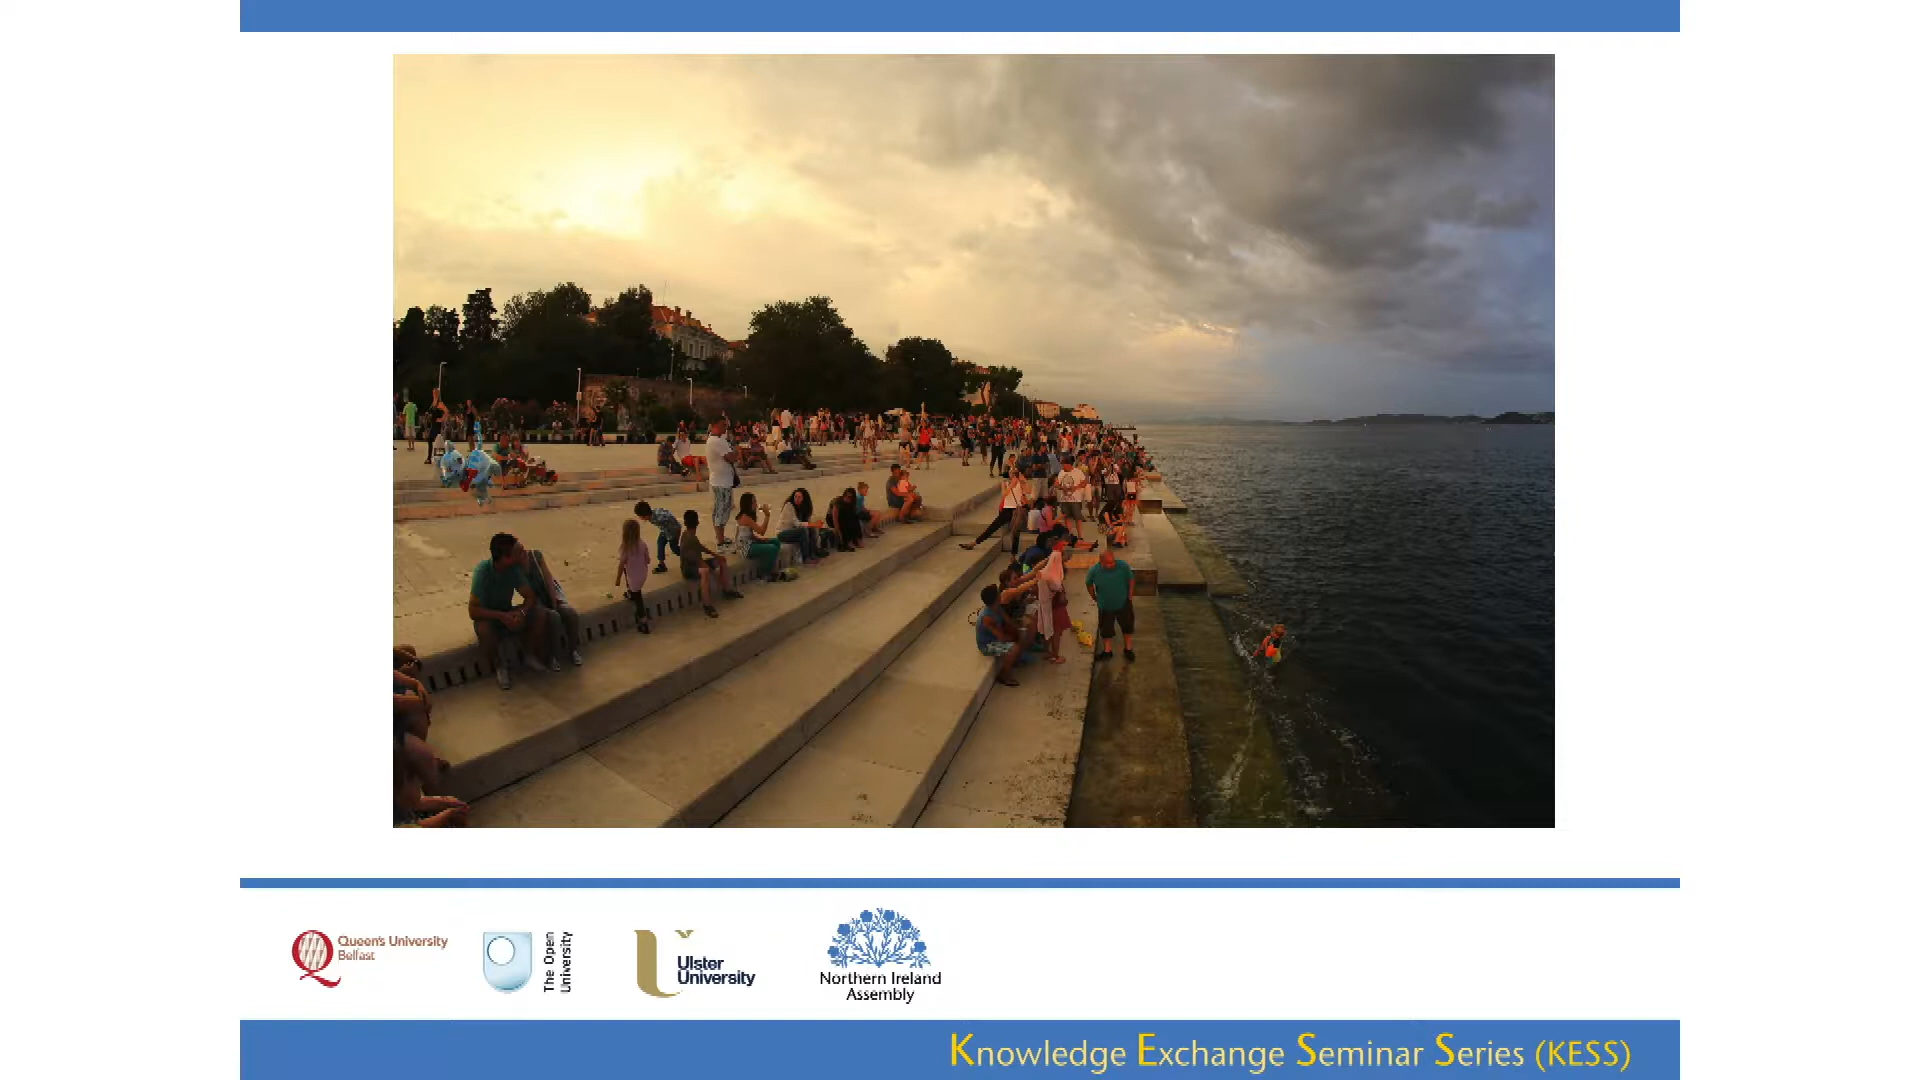 Queen's University
Belfast
The Open
University
Ulster
University
Northern Ireland
Assembly
Knowledge Exchange Seminar Series (KESS)